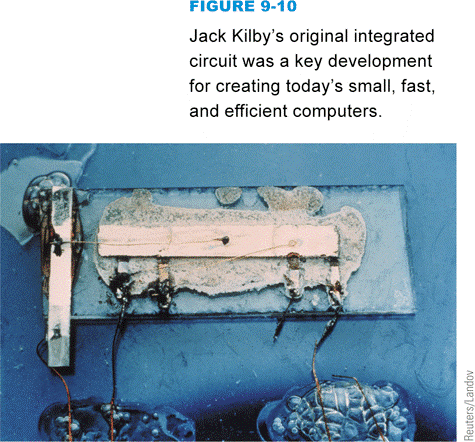 FIGURE 9-10
Jack Kilby's original integrated
circuit was a key development
for creating today's small, fast,
and efficient computers.
Reuters/Landov